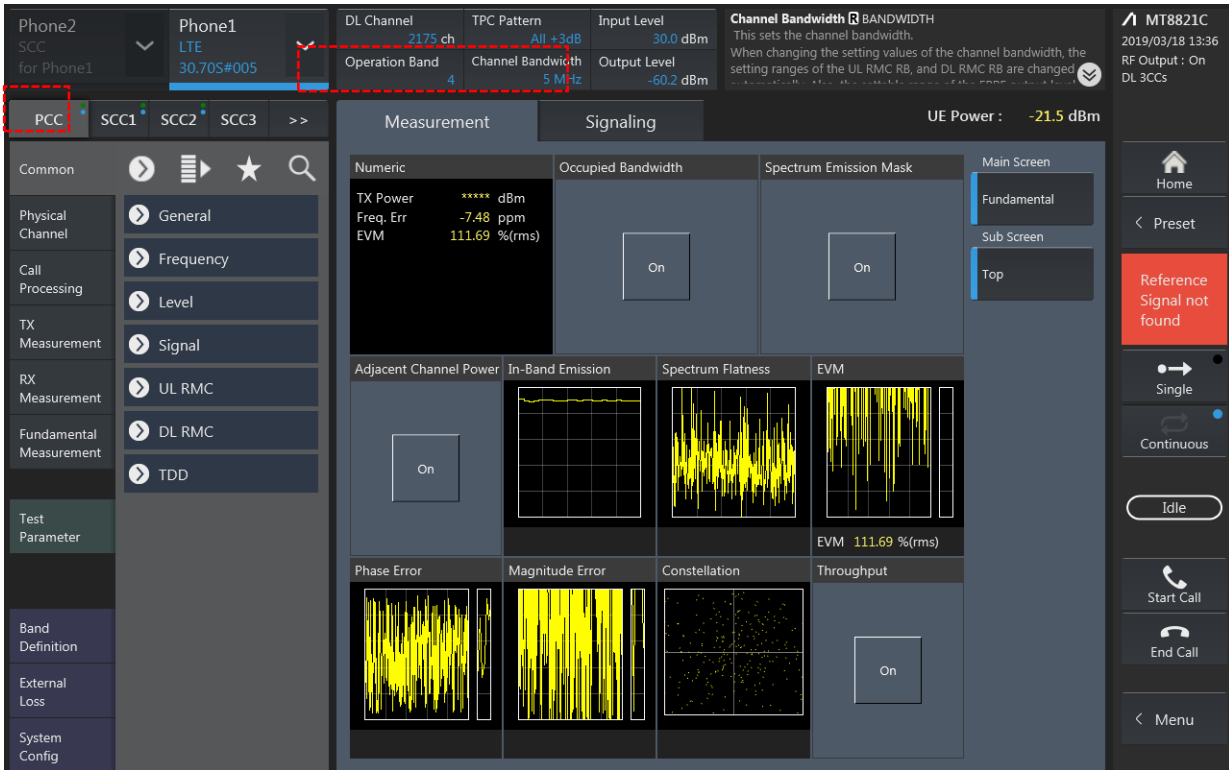 Phone2
SCC
for Phone1
Phone1
LTE
30.70S#005
DL Channel
2175 ch
TPC Pattern
All +3dB
Input Level
30.0 dBm
Operation Band
4
Channel Bandwidth
5 MHz
Output Level
-60.2 dBm
Channel Bandwidth R BANDWIDTH
This sets the channel bandwidth.
When changing the setting values of the channel bandwidth, the
setting ranges of the UL RMC RB, and DL RMC RB are changed
MT8821C
2019/03/18 13:36
RF Output : On
DL 3CCs
PCC
SCC1
SCC2
SCC3
>>
Measurement
Signaling
UE Power : -21.5 dBm
Common
Physical
Channel
Call
Processing
TX
Measurement
RX
Measurement
Fundamental
Measurement
Test
Parameter
Band
Definition
External
Loss
System
Config
General
Frequency
Level
Signal
UL RMC
DL RMC
TDD
Numeric
TX Power ***** dBm
Freq. Err -7.48 ppm
EVM 111.69 %(rms)
Occupied Bandwidth
On
Spectrum Emission Mask
On
Main Screen
Fundamental
Sub Screen
Top
Adjacent Channel Power
On
In-Band Emission
Spectrum Flatness
EVM
EVM 111.69 %(rms)
Phase Error
Magnitude Error
Constellation
Throughput
On
Home
< Preset
Reference
Signal not
found
Single
Continuous
Idle
Start Call
End Call
< Menu